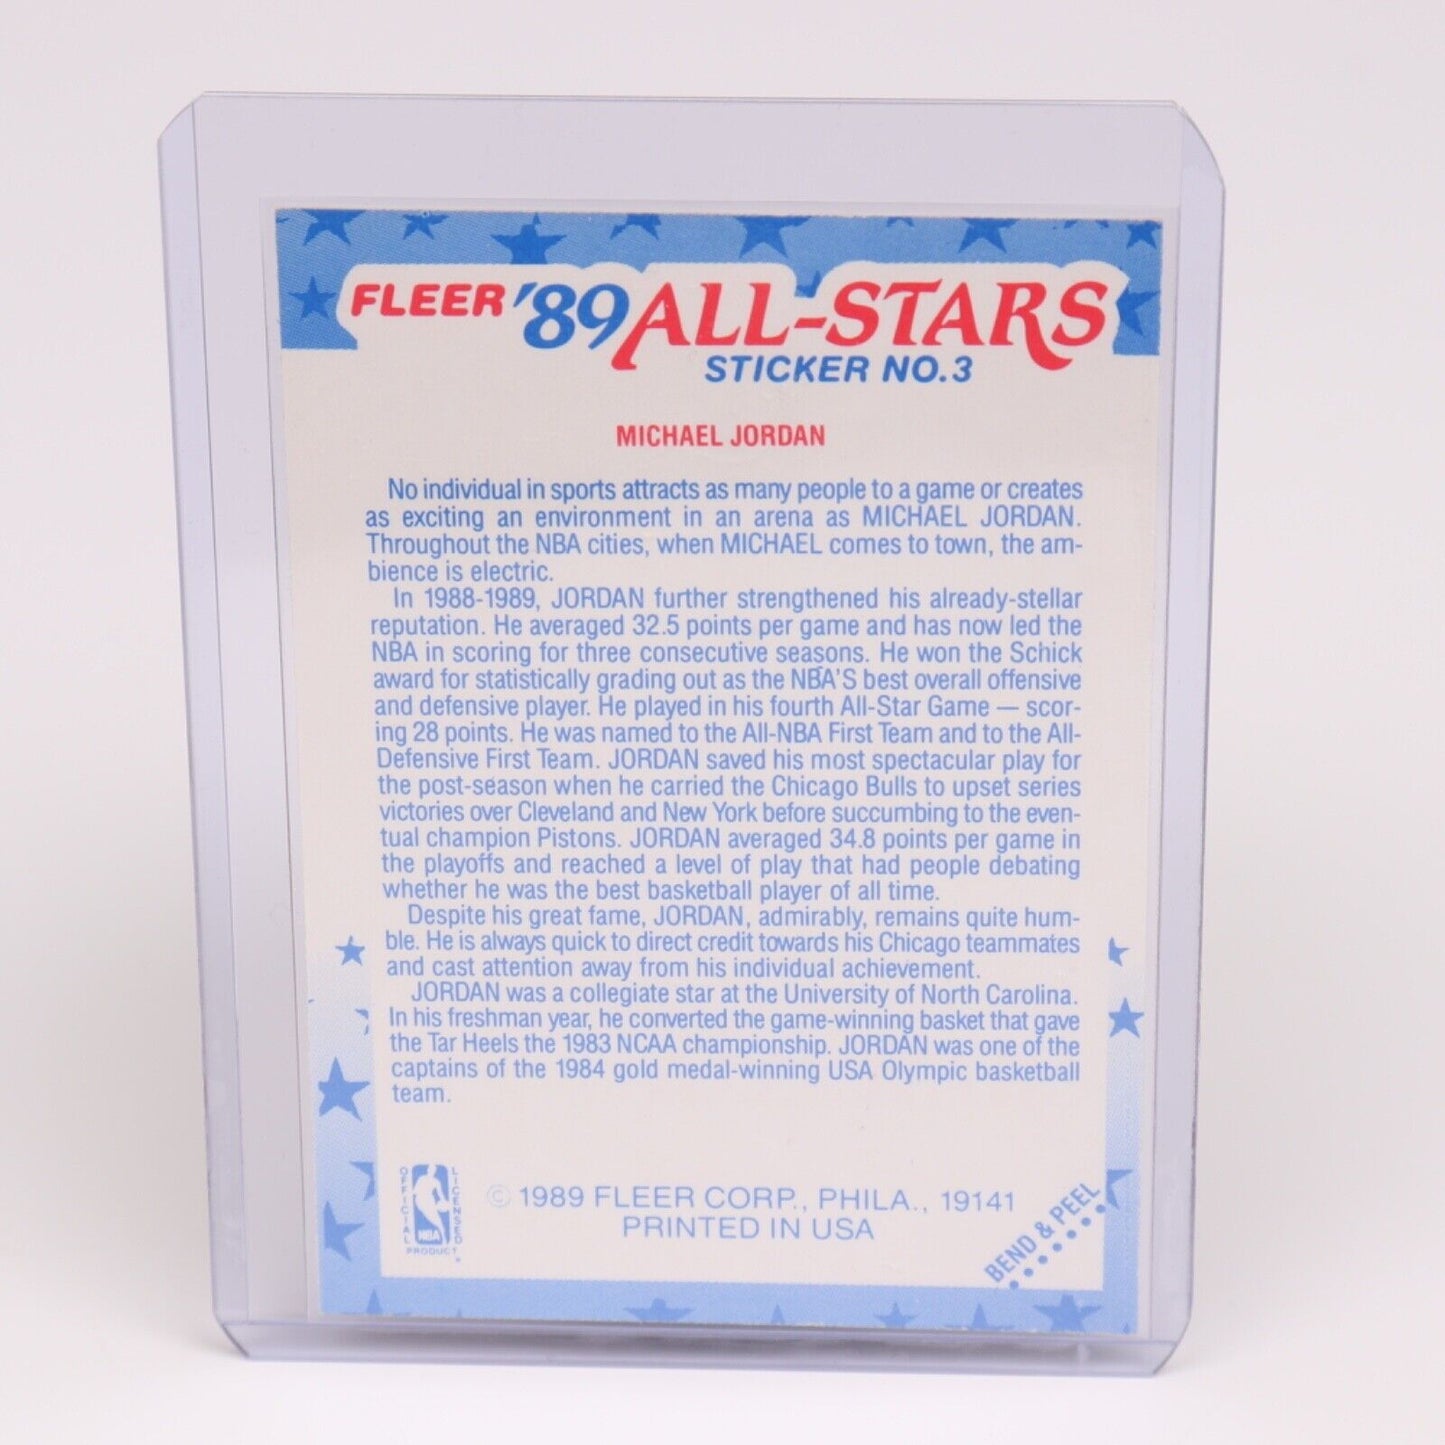 FLEER '89 ALL-STARS
STICKER NO.3
MICHAEL JORDAN
No individual in sports attracts as many people to a game or creates
as exciting an environment in an arena as MICHAEL JORDAN.
Throughout the NBA cities, when MICHAEL comes to town, the am-
bience is electric.
In 1988-1989, JORDAN further strengthened his already-stellar
reputation. He averaged 32.5 points per game and has now led the
NBA in scoring for three consecutive seasons. He won the Schick
award for statistically grading out as the NBA'S best overall offensive
and defensive player. He played in his fourth All-Star Game — scor-
ing 28 points. He was named to the All-NBA First Team and to the All-
Defensive First Team. JORDAN saved his most spectacular play for
the post-season when he carried the Chicago Bulls to upset series
victories over Cleveland and New York before succumbing to the even-
tual champion Pistons. JORDAN averaged 34.8 points per game in
the playoffs and reached a level of play that had people debating
whether he was the best basketball player of all time.
Despite his great fame, JORDAN, admirably, remains quite hum-
ble. He is always quick to direct credit towards his Chicago teammates
and cast attention away from his individual achievement.
JORDAN was a collegiate star at the University of North Carolina.
In his freshman year, he converted the game-winning basket that gave
the Tar Heels the 1983 NCAA championship. JORDAN was one of the
captains of the 1984 gold medal-winning USA Olympic basketball
team.
OFFICIAL LICENSED
NBA
PRODUCT
© 1989 FLEER CORP., PHILA., 19141
PRINTED IN USA
BEND & PEEL